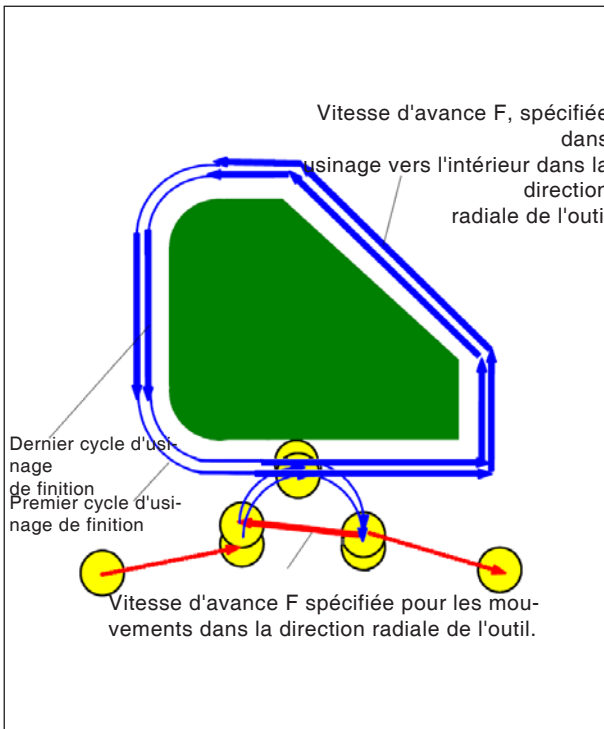 Vitesse d'avance F, spécifiée
dans
usinage vers l'intérieur dans la
direction
radiale de l'outil
Dernier cycle d'usi-
nage
de finition
Premier cycle d'usi-
nage de finition
Vitesse d'avance F spécifiée pour les mou-
vements dans la direction radiale de l'outil.